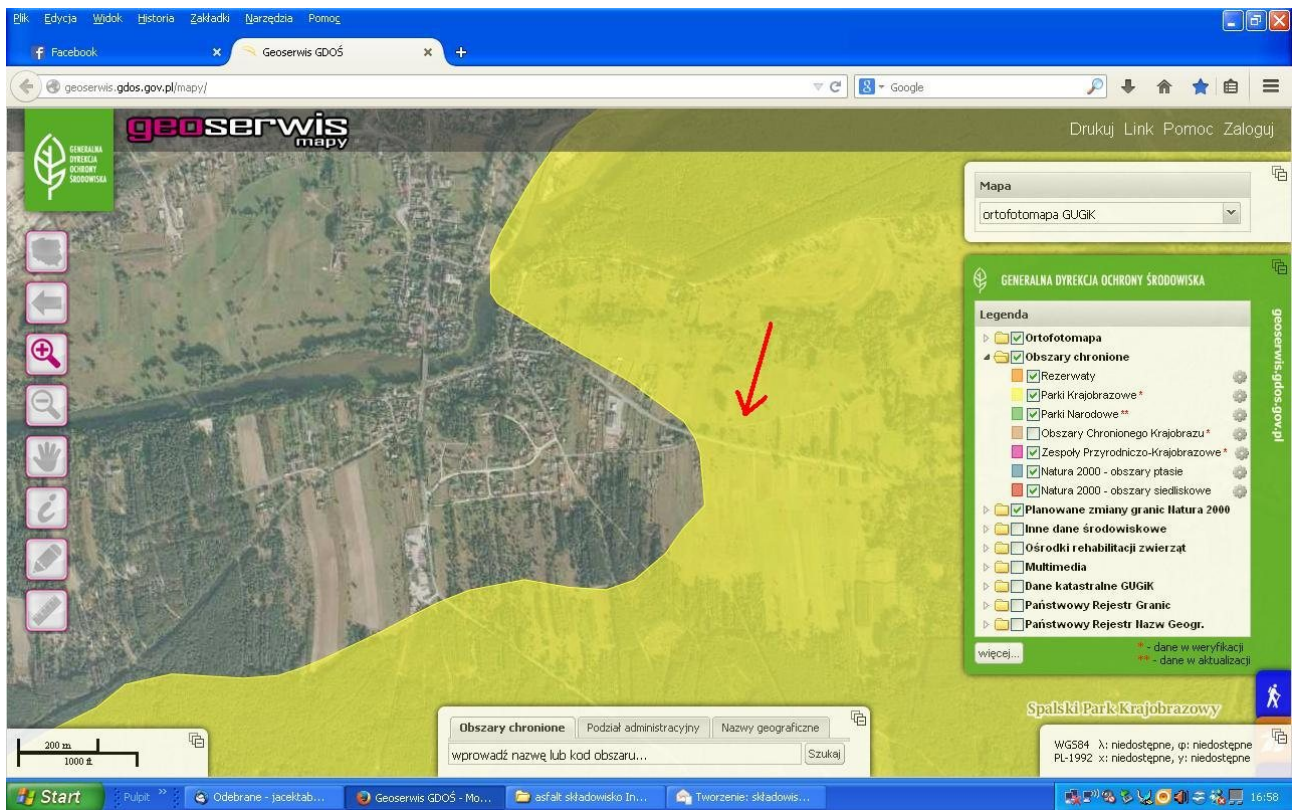 Plik Edycja Widok Historia Zakładki Narzędzia Pomoc
Facebook
Geoserwis GDOŚ
geoserwis.gdos.gov.pl/mapy/
Google
GENERALNA
DYREKCJA
OCHRONY
ŚRODOWISKA
geoserwis
mapy
Drukuj Link Pomoc Zaloguj
Mapa
ortofotomapa GUGiK
GENERALNA DYREKCJA OCHRONY ŚRODOWISKA
geoserwis.gdos.gov.pl
Legenda
Ortofotomapa
Obszary chronione
Rezerwaty
Parki Krajobrazowe *
Parki Narodowe **
Obszary Chronionego Krajobrazu *
Zespoły Przyrodniczo-Krajobrazowe *
Natura 2000 - obszary ptasie
Natura 2000 - obszary siedliskowe
Planowane zmiany granic Natura 2000
Inne dane środowiskowe
Ośrodki rehabilitacji zwierząt
Multimedia
Dane katastralne GUGiK
Państwowy Rejestr Granic
Państwowy Rejestr Nazw Geogr.
więcej...
* - dane w weryfikacji
** - dane w aktualizacji
Spalski Park Krajobrazowy
200 m
1000 ft
Obszary chronione Podział administracyjny Nazwy geograficzne
wprowadź nazwę lub kod obszaru... Szukaj
WGS84 λ: niedostępne, φ: niedostępne
PL-1992 x: niedostępne, y: niedostępne
Start Pulpit » Odebrane - jacektab... Geoserwis GDOŚ - Mo... asfalt składowisko In... Tworzenie: składowis... 16:58